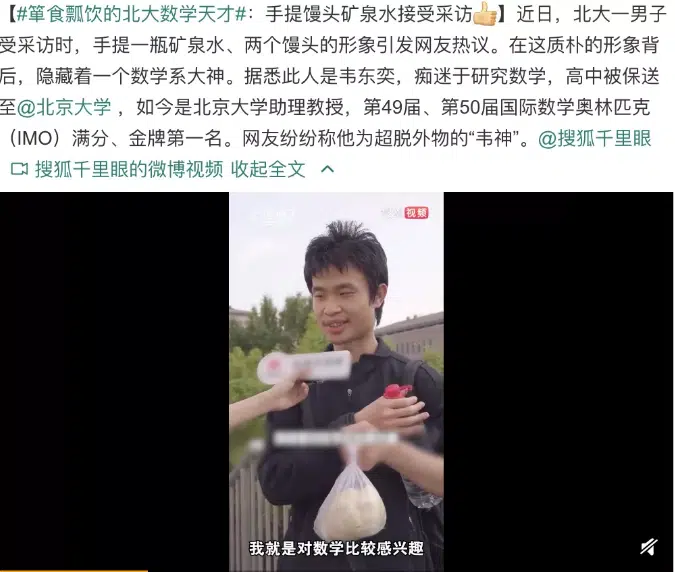 【#箪食瓢饮的北大数学天才#：手提馒头矿泉水接受采访👍】近日，北大一男子
受采访时，手提一瓶矿泉水、两个馒头的形象引发网友热议。在这质朴的形象背
后，隐藏着一个数学系大神。据悉此人是韦东奕，痴迷于研究数学，高中被保送
至@北京大学 ，如今是北京大学助理教授，第49届、第50届国际数学奥林匹克
（IMO）满分、金牌第一名。网友纷纷称他为超脱外物的“韦神”。@搜狐千里眼
搜狐千里眼的微博视频 收起全文
视频
我就是对数学比较感兴趣